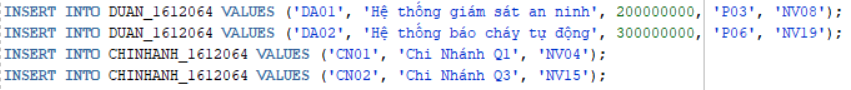 INSERT INTO DUAN_1612064 VALUES ('DA01', 'Hệ thống giám sát an ninh', 200000000, 'P03', 'NV08');
INSERT INTO DUAN_1612064 VALUES ('DA02', 'Hệ thống báo cháy tự động', 300000000, 'P06', 'NV19');
INSERT INTO CHINHANH_1612064 VALUES ('CN01', 'Chi Nhánh Q1', 'NV04');
INSERT INTO CHINHANH_1612064 VALUES ('CN02', 'Chi Nhánh Q3', 'NV15');